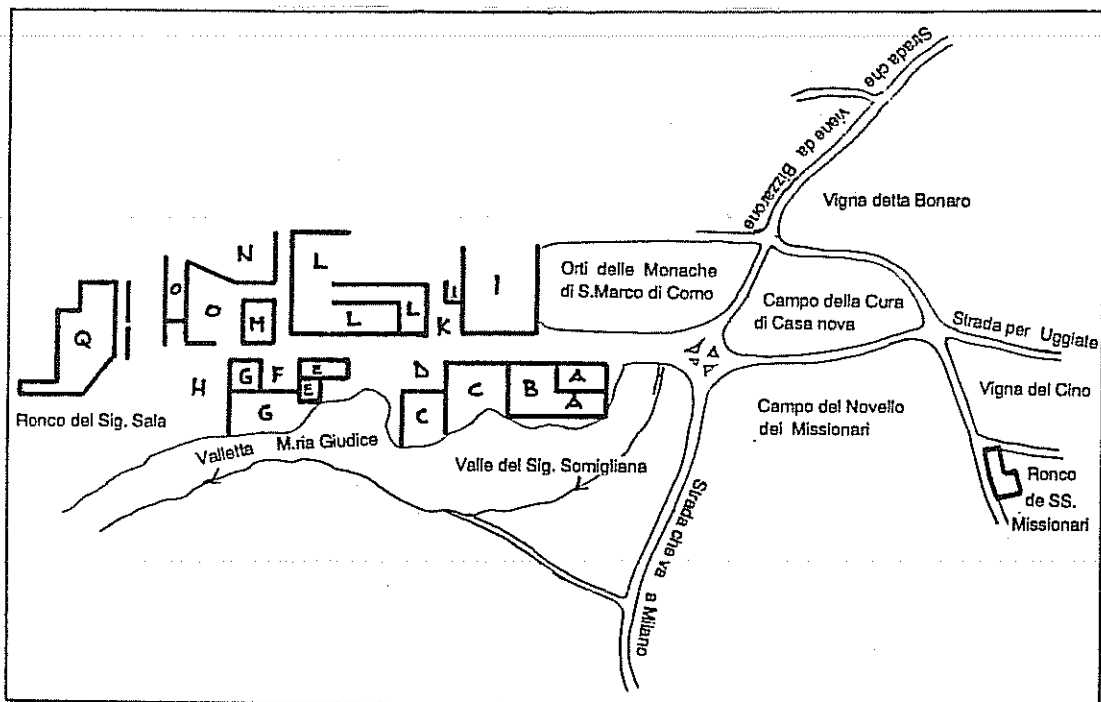 Strada che
viene da Bizzarone
Vigna detta Bonaro
N
L
I
Orti delle Monache
di S.Marco di Como
Campo della Cura
di Casa nova
O
O
M
L
L
I
K
Q
Strada per Uggiate
H
G
F
E
E
G
D
C
C
B
A
A
Vigna del Cino
Ronco del Sig. Sala
Campo del Novello
dei Missionari
Valletta
M.ria Giudice
Valle del Sig. Somigliana
Ronco
de SS.
Missionari
Strada che va a Milano